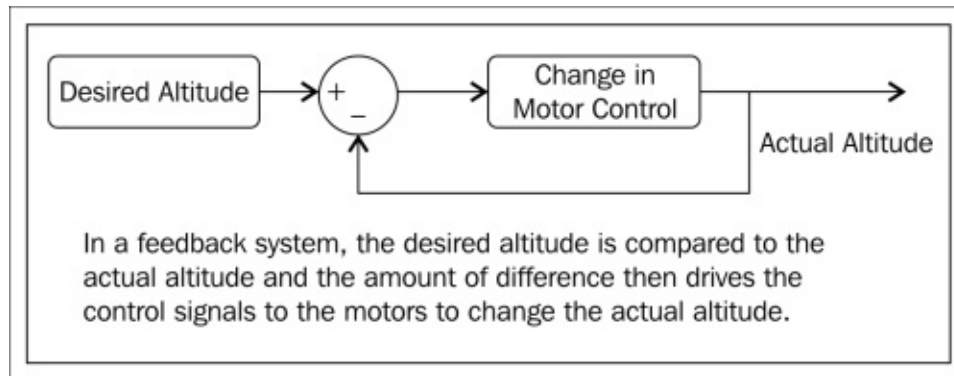 Desired Altitude
+
−
Change in
Motor Control
Actual Altitude
In a feedback system, the desired altitude is compared to the
actual altitude and the amount of difference then drives the
control signals to the motors to change the actual altitude.